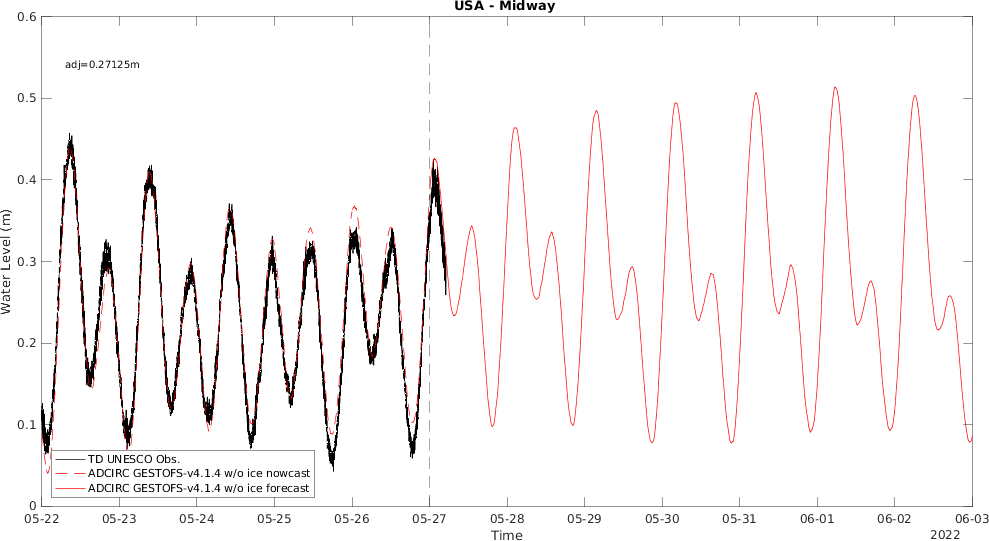 USA - Midway
0.6
adj=0.27125m
0.5
0.4
0.3
0.2
0.1
0
Water Level (m)
TD UNESCO Obs.
ADCIRC GESTOFS-v4.1.4 w/o ice nowcast
ADCIRC GESTOFS-v4.1.4 w/o ice forecast
05-22 05-23 05-24 05-25 05-26 05-27 05-28 05-29 05-30 05-31 06-01 06-02 06-03
Time
2022